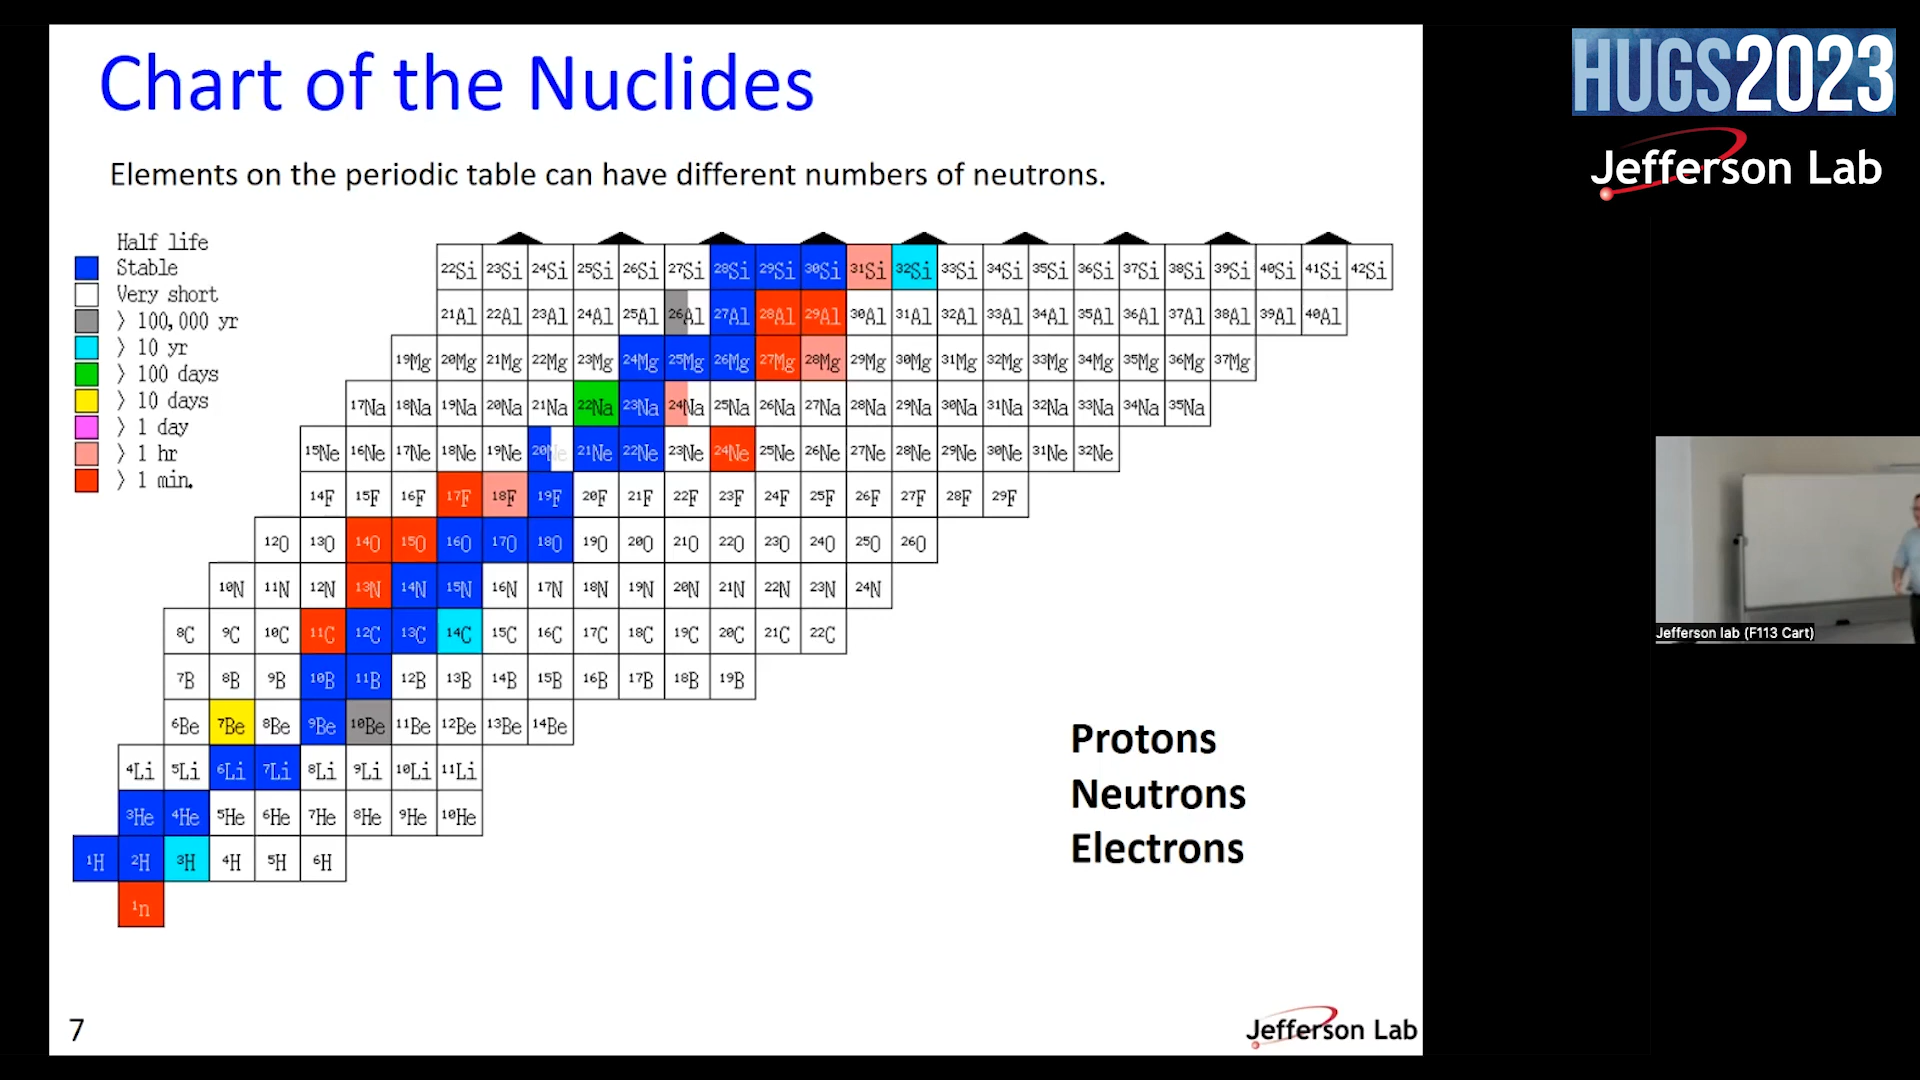 Chart of the Nuclides
Elements on the periodic table can have different numbers of neutrons.
Half life
Stable
Very short
> 100,000 yr
> 10 yr
> 100 days
> 10 days
> 1 day
> 1 hr
> 1 min.
22Si 23Si 24Si 25Si 26Si 27Si 28Si 29Si 30Si 31Si 32Si 33Si 34Si 35Si 36Si 37Si 38Si 39Si 40Si 41Si 42Si
21Al 22Al 23Al 24Al 25Al 26Al 27Al 28Al 29Al 30Al 31Al 32Al 33Al 34Al 35Al 36Al 37Al 38Al 39Al 40Al
19Mg 20Mg 21Mg 22Mg 23Mg 24Mg 25Mg 26Mg 27Mg 28Mg 29Mg 30Mg 31Mg 32Mg 33Mg 34Mg 35Mg 36Mg 37Mg
17Na 18Na 19Na 20Na 21Na 22Na 23Na 24Na 25Na 26Na 27Na 28Na 29Na 30Na 31Na 32Na 33Na 34Na 35Na
15Ne 16Ne 17Ne 18Ne 19Ne 20Ne 21Ne 22Ne 23Ne 24Ne 25Ne 26Ne 27Ne 28Ne 29Ne 30Ne 31Ne 32Ne
14F 15F 16F 17F 18F 19F 20F 21F 22F 23F 24F 25F 26F 27F 28F 29F
12O 13O 14O 15O 16O 17O 18O 19O 20O 21O 22O 23O 24O 25O 26O
10N 11N 12N 13N 14N 15N 16N 17N 18N 19N 20N 21N 22N 23N 24N
8C 9C 10C 11C 12C 13C 14C 15C 16C 17C 18C 19C 20C 21C 22C
7B 8B 9B 10B 11B 12B 13B 14B 15B 16B 17B 18B 19B
6Be 7Be 8Be 9Be 10Be 11Be 12Be 13Be 14Be
4Li 5Li 6Li 7Li 8Li 9Li 10Li 11Li
3He 4He 5He 6He 7He 8He 9He 10He
1H 2H 3H 4H 5H 6H
1n
Protons
Neutrons
Electrons
7
Jefferson Lab
HUGS2023
Jefferson Lab
Jefferson lab (F113 Cart)